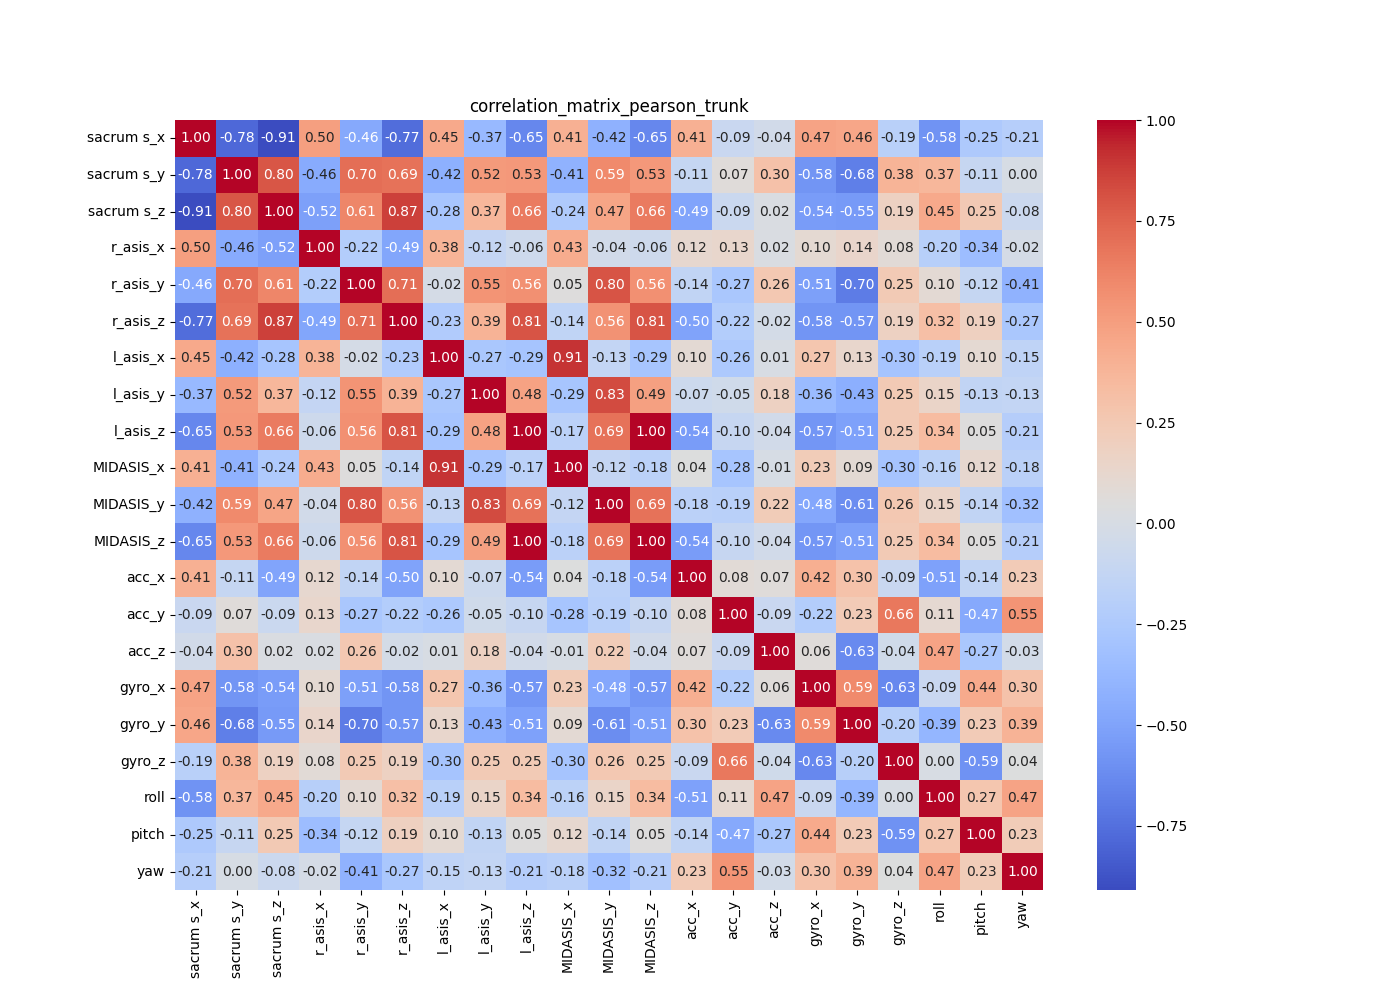 correlation_matrix_pearson_trunk
sacrum s_x 1.00 -0.78 -0.91 0.50 -0.46 -0.77 0.45 -0.37 -0.65 0.41 -0.42 -0.65 0.41 -0.09 -0.04 0.47 0.46 -0.19 -0.58 -0.25 -0.21
sacrum s_y -0.78 1.00 0.80 -0.46 0.70 0.69 -0.42 0.52 0.53 -0.41 0.59 0.53 -0.11 0.07 0.30 -0.58 -0.68 0.38 0.37 -0.11 0.00
sacrum s_z -0.91 0.80 1.00 -0.52 0.61 0.87 -0.28 0.37 0.66 -0.24 0.47 0.66 -0.49 -0.09 0.02 -0.54 -0.55 0.19 0.45 0.25 -0.08
r_asis_x 0.50 -0.46 -0.52 1.00 -0.22 -0.49 0.38 -0.12 -0.06 0.43 -0.04 -0.06 0.12 0.13 0.02 0.10 0.14 0.08 -0.20 -0.34 -0.02
r_asis_y -0.46 0.70 0.61 -0.22 1.00 0.71 -0.02 0.55 0.56 0.05 0.80 0.56 -0.14 -0.27 0.26 -0.51 -0.70 0.25 0.10 -0.12 -0.41
r_asis_z -0.77 0.69 0.87 -0.49 0.71 1.00 -0.23 0.39 0.81 -0.14 0.56 0.81 -0.50 -0.22 -0.02 -0.58 -0.57 0.19 0.32 0.19 -0.27
l_asis_x 0.45 -0.42 -0.28 0.38 -0.02 -0.23 1.00 -0.27 -0.29 0.91 -0.13 -0.29 0.10 -0.26 0.01 0.27 0.13 -0.30 -0.19 0.10 -0.15
l_asis_y -0.37 0.52 0.37 -0.12 0.55 0.39 -0.27 1.00 0.48 -0.29 0.83 0.49 -0.07 -0.05 0.18 -0.36 -0.43 0.25 0.15 -0.13 -0.13
l_asis_z -0.65 0.53 0.66 -0.06 0.56 0.81 -0.29 0.48 1.00 -0.17 0.69 1.00 -0.54 -0.10 -0.04 -0.57 -0.51 0.25 0.34 0.05 -0.21
MIDASIS_x 0.41 -0.41 -0.24 0.43 0.05 -0.14 0.91 -0.29 -0.17 1.00 -0.12 -0.18 0.04 -0.28 -0.01 0.23 0.09 -0.30 -0.16 0.12 -0.18
MIDASIS_y -0.42 0.59 0.47 -0.04 0.80 0.56 -0.13 0.83 0.69 -0.12 1.00 0.69 -0.18 -0.19 0.22 -0.48 -0.61 0.26 0.15 -0.14 -0.32
MIDASIS_z -0.65 0.53 0.66 -0.06 0.56 0.81 -0.29 0.49 1.00 -0.18 0.69 1.00 -0.54 -0.10 -0.04 -0.57 -0.51 0.25 0.34 0.05 -0.21
acc_x 0.41 -0.11 -0.49 0.12 -0.14 -0.50 0.10 -0.07 -0.54 0.04 -0.18 -0.54 1.00 0.08 0.07 0.42 0.30 -0.09 -0.51 -0.14 0.23
acc_y -0.09 0.07 -0.09 0.13 -0.27 -0.22 -0.26 -0.05 -0.10 -0.28 -0.19 -0.10 0.08 1.00 -0.09 -0.22 0.23 0.66 0.11 -0.47 0.55
acc_z -0.04 0.30 0.02 0.02 0.26 -0.02 0.01 0.18 -0.04 -0.01 0.22 -0.04 0.07 -0.09 1.00 0.06 -0.63 -0.04 0.47 -0.27 -0.03
gyro_x 0.47 -0.58 -0.54 0.10 -0.51 -0.58 0.27 -0.36 -0.57 0.23 -0.48 -0.57 0.42 -0.22 0.06 1.00 0.59 -0.63 -0.09 0.44 0.30
gyro_y 0.46 -0.68 -0.55 0.14 -0.70 -0.57 0.13 -0.43 -0.51 0.09 -0.61 -0.51 0.30 0.23 -0.63 0.59 1.00 -0.20 -0.39 0.23 0.39
gyro_z -0.19 0.38 0.19 0.08 0.25 0.19 -0.30 0.25 0.25 -0.30 0.26 0.25 -0.09 0.66 -0.04 -0.63 -0.20 1.00 0.00 -0.59 0.04
roll -0.58 0.37 0.45 -0.20 0.10 0.32 -0.19 0.15 0.34 -0.16 0.15 0.34 -0.51 0.11 0.47 -0.09 -0.39 0.00 1.00 0.27 0.47
pitch -0.25 -0.11 0.25 -0.34 -0.12 0.19 0.10 -0.13 0.05 0.12 -0.14 0.05 -0.14 -0.47 -0.27 0.44 0.23 -0.59 0.27 1.00 0.23
yaw -0.21 0.00 -0.08 -0.02 -0.41 -0.27 -0.15 -0.13 -0.21 -0.18 -0.32 -0.21 0.23 0.55 -0.03 0.30 0.39 0.04 0.47 0.23 1.00
sacrum s_x sacrum s_y sacrum s_z r_asis_x r_asis_y r_asis_z l_asis_x l_asis_y l_asis_z MIDASIS_x MIDASIS_y MIDASIS_z acc_x acc_y acc_z gyro_x gyro_y gyro_z roll pitch yaw
1.00
0.75
0.50
0.25
0.00
−0.25
−0.50
−0.75